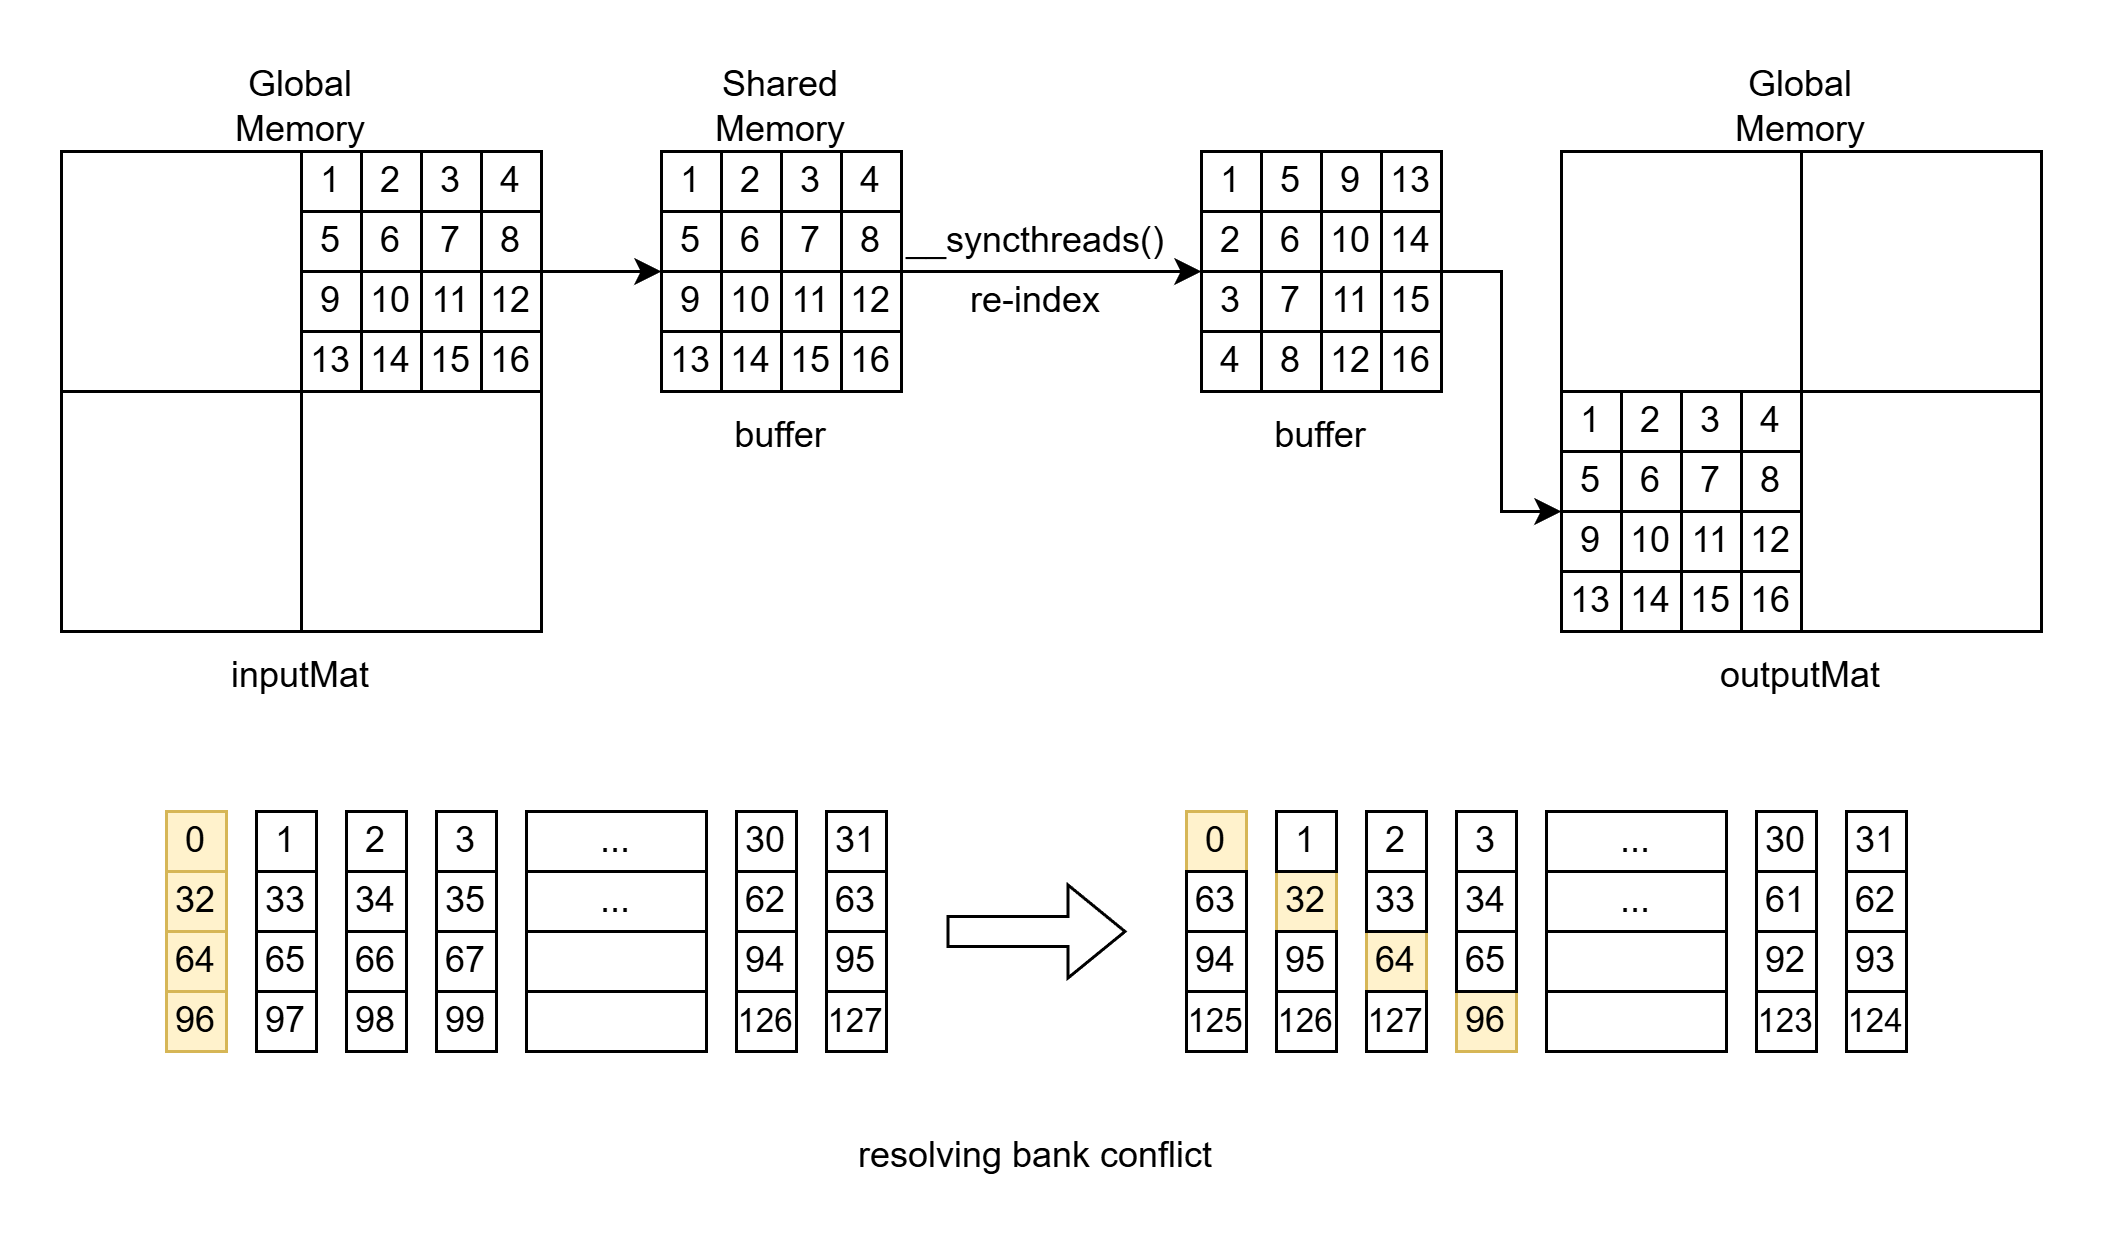 Global
Memory
Shared
Memory
Global
Memory
1 2 3 4
5 6 7 8
9 10 11 12
13 14 15 16
inputMat
1 2 3 4
5 6 7 8
9 10 11 12
13 14 15 16
buffer
__syncthreads()
re-index
1 5 9 13
2 6 10 14
3 7 11 15
4 8 12 16
buffer
1 2 3 4
5 6 7 8
9 10 11 12
13 14 15 16
outputMat
0 1 2 3 ... 30 31
32 33 34 35 ... 62 63
64 65 66 67 94 95
96 97 98 99 126 127
0 1 2 3 ... 30 31
63 32 33 34 ... 61 62
94 95 64 65 92 93
125 126 127 96 123 124
resolving bank conflict